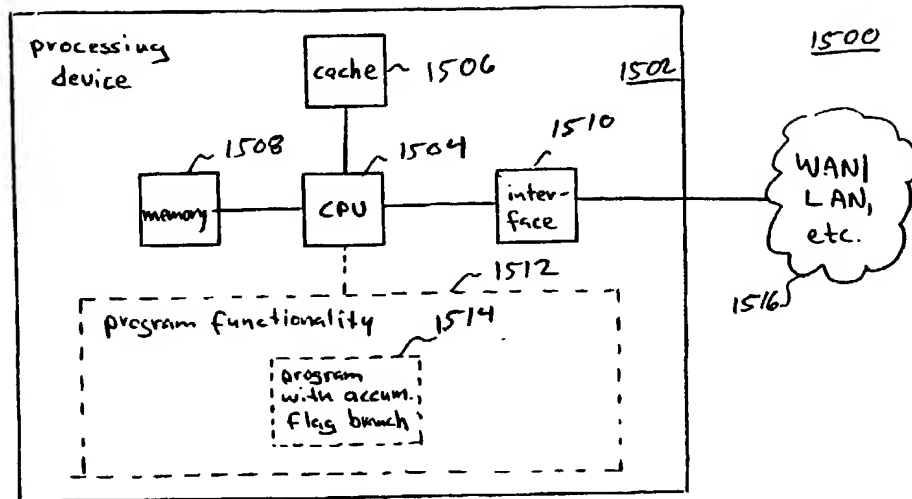 processing
device
cache
1506
1500
1502
1508
1504
1510
memory
CPU
inter-
face
WAN/
LAN,
etc.
1516
1512
program functionality
1514
program
with accum.
flag branch